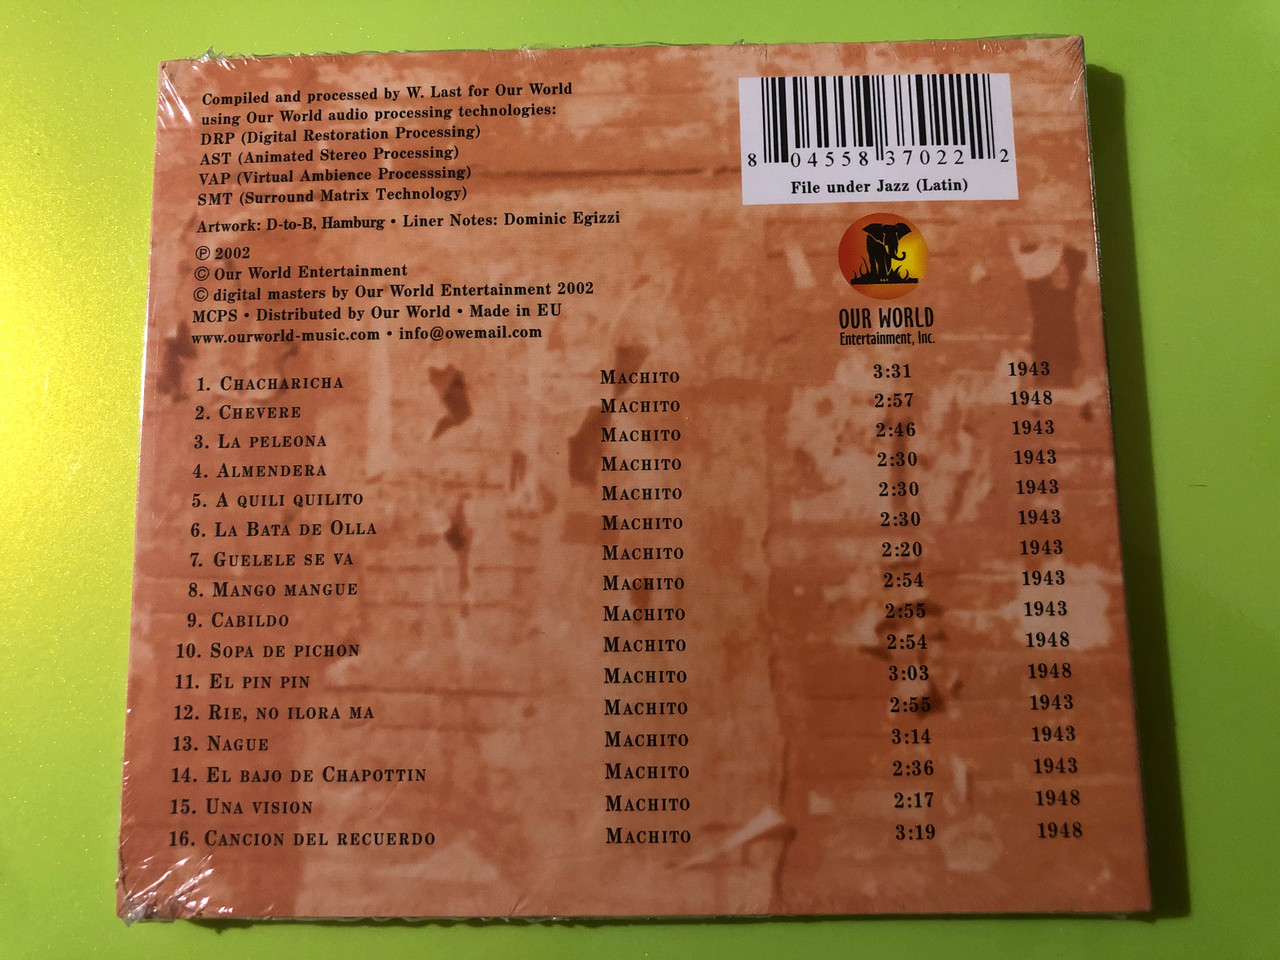 Compiled and processed by W. Last for Our World
using Our World audio processing technologies:
DRP (Digital Restoration Processing)
AST (Animated Stereo Processing)
VAP (Virtual Ambience Processsing)
SMT (Surround Matrix Technology)
Artwork: D-to-B, Hamburg • Liner Notes: Dominic Egizzi
℗ 2002
© Our World Entertainment
© digital masters by Our World Entertainment 2002
MCPS • Distributed by Our World • Made in EU
www.ourworld-music.com • info@owemail.com
8 04558 37022 2
File under Jazz (Latin)
OUR WORLD
Entertainment, Inc.
1. Chacharicha Machito 3:31 1943
2. Chevere Machito 2:57 1948
3. La peleona Machito 2:46 1943
4. Almendera Machito 2:30 1943
5. A quili quilito Machito 2:30 1943
6. La Bata de Olla Machito 2:30 1943
7. Guelele se va Machito 2:20 1943
8. Mango mangue Machito 2:54 1943
9. Cabildo Machito 2:55 1943
10. Sopa de pichon Machito 2:54 1948
11. El pin pin Machito 3:03 1948
12. Rie, no ilora ma Machito 2:55 1943
13. Nague Machito 3:14 1943
14. El bajo de Chapottin Machito 2:36 1943
15. Una vision Machito 2:17 1948
16. Cancion del recuerdo Machito 3:19 1948